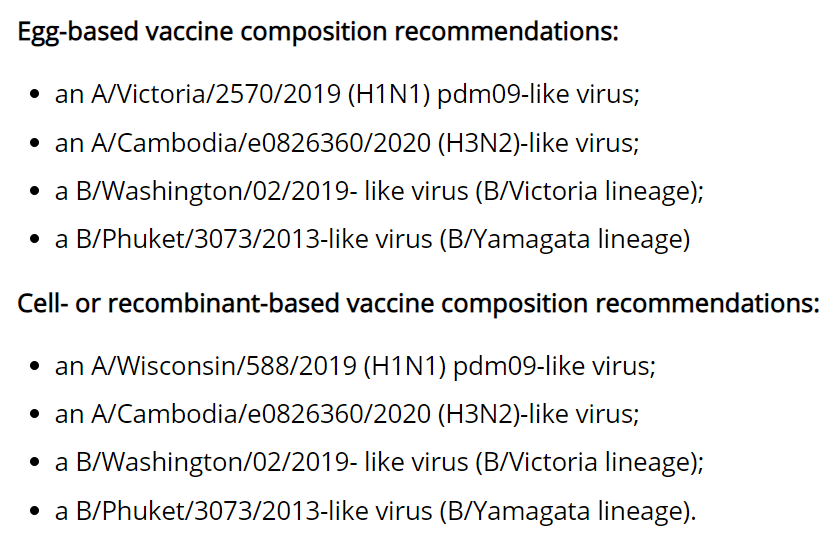 Egg-based vaccine composition recommendations:
• an A/Victoria/2570/2019 (H1N1) pdm09-like virus;
• an A/Cambodia/e0826360/2020 (H3N2)-like virus;
• a B/Washington/02/2019- like virus (B/Victoria lineage);
• a B/Phuket/3073/2013-like virus (B/Yamagata lineage)
Cell- or recombinant-based vaccine composition recommendations:
• an A/Wisconsin/588/2019 (H1N1) pdm09-like virus;
• an A/Cambodia/e0826360/2020 (H3N2)-like virus;
• a B/Washington/02/2019- like virus (B/Victoria lineage);
• a B/Phuket/3073/2013-like virus (B/Yamagata lineage).